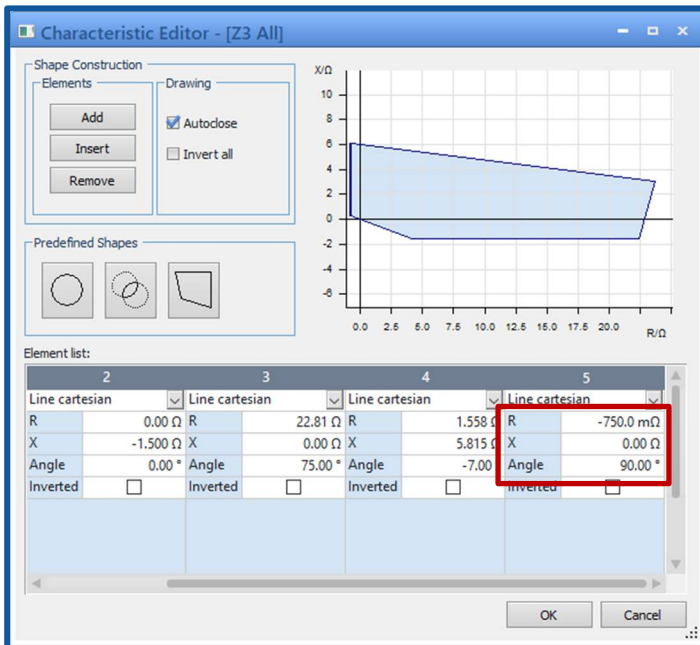 Characteristic Editor - [Z3 All]
Shape Construction
Elements
Drawing
Add
Insert
Remove
Autoclose
Invert all
Predefined Shapes
X/Ω
10
8
6
4
2
0
-2
-4
-6
-8
0.0 2.5 5.0 7.5 10.0 12.5 15.0 17.5 20.0
R/Ω
Element list:
2 3 4 5
Line cartesian Line cartesian Line cartesian Line cartesian
R 0.00 Ω R 22.81 Ω R 1.558 Ω R -750.0 mΩ
X -1.500 Ω X 0.00 Ω X 5.815 Ω X 0.00 Ω
Angle 0.00 ° Angle 75.00 ° Angle -7.00 Angle 90.00 °
Inverted Inverted Inverted Inverted
OK Cancel